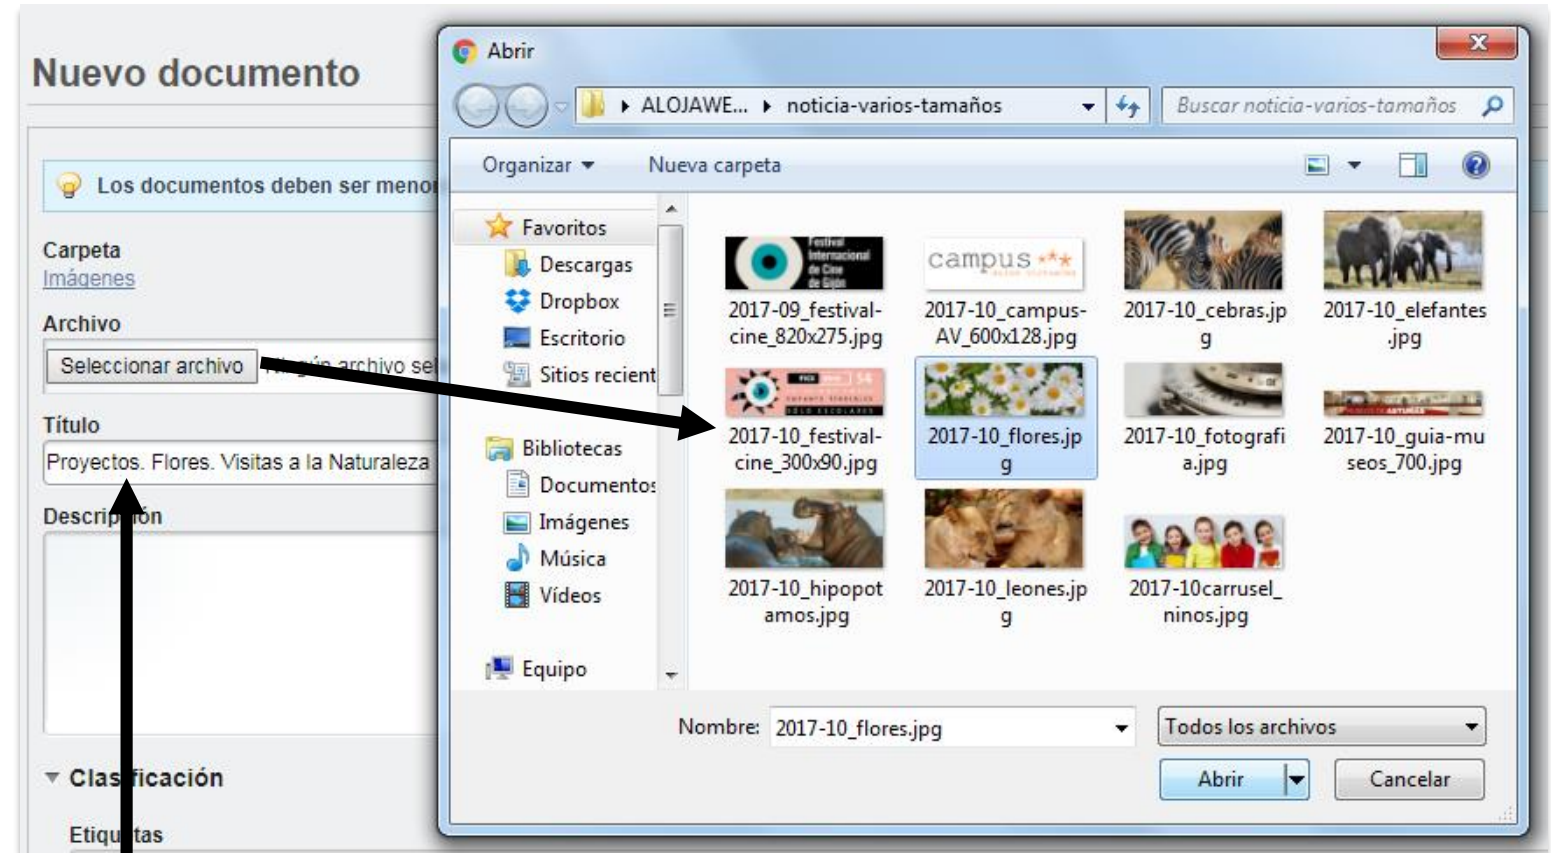 Nuevo documento
Los documentos deben ser menor
Carpeta
Imágenes
Archivo
Seleccionar archivo
archivo sel
Título
Proyectos. Flores. Visitas a la Naturaleza
Descripción
Clasificación
Etiquetas
Abrir
ALOJAWE... noticia-varios-tamaños
Buscar noticia-varios-tamaños
Organizar
Nueva carpeta
Favoritos
Descargas
Dropbox
Escritorio
Sitios recient
Bibliotecas
Documentos
Imágenes
Música
Vídeos
Equipo
Festival
Internacional
de Cine
de Gijón
2017-09_festival-
cine_820x275.jpg
campus
2017-10_campus-
AV_600x128.jpg
2017-10_cebras.jp
g
2017-10_elefantes
.jpg
2017-10_festival-
cine_300x90.jpg
2017-10_flores.jp
g
2017-10_fotografi
a.jpg
2017-10_guia-mu
seos_700.jpg
2017-10_hipopot
amos.jpg
2017-10_leones.jp
g
2017-10carrusel_
ninos.jpg
Nombre: 2017-10_flores.jpg
Todos los archivos
Abrir
Cancelar